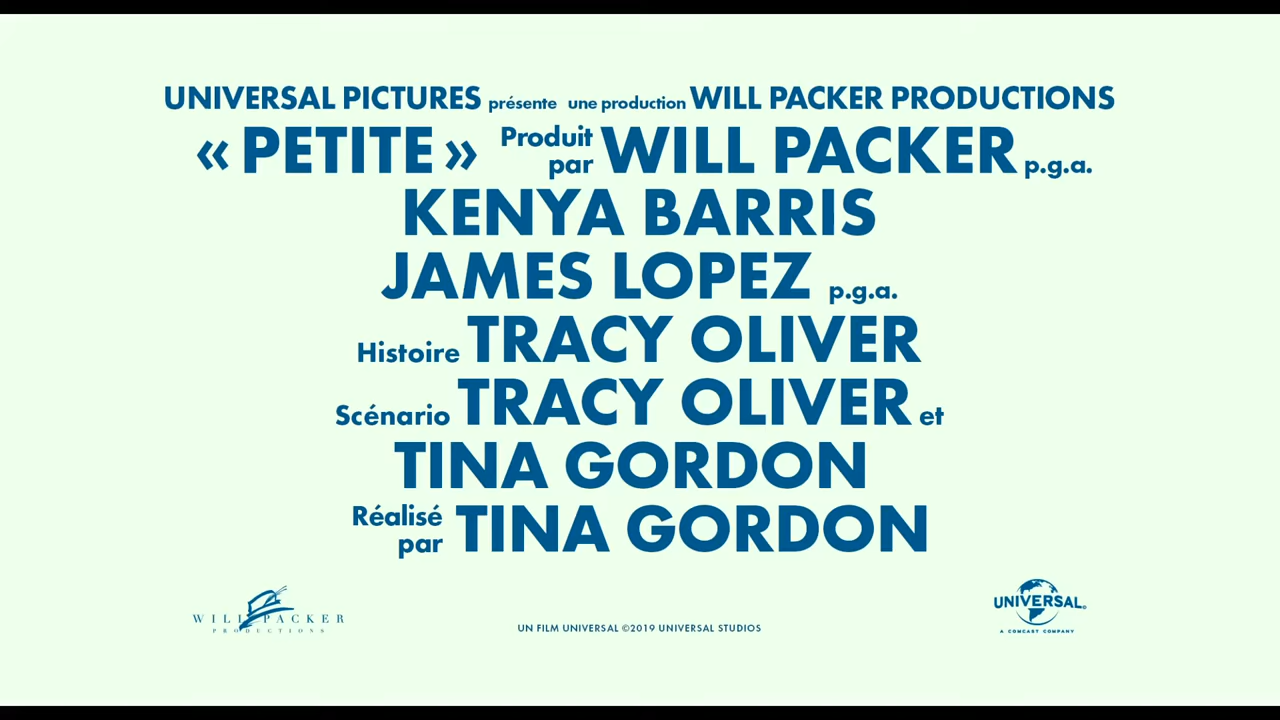 UNIVERSAL PICTURES présente une production WILL PACKER PRODUCTIONS
« PETITE » Produit par WILL PACKER p.g.a.
KENYA BARRIS
JAMES LOPEZ p.g.a.
Histoire TRACY OLIVER
Scénario TRACY OLIVER et
TINA GORDON
Réalisé par TINA GORDON
WILL PACKER
PRODUCTIONS
UN FILM UNIVERSAL ©2019 UNIVERSAL STUDIOS
UNIVERSAL
A COMCAST COMPANY